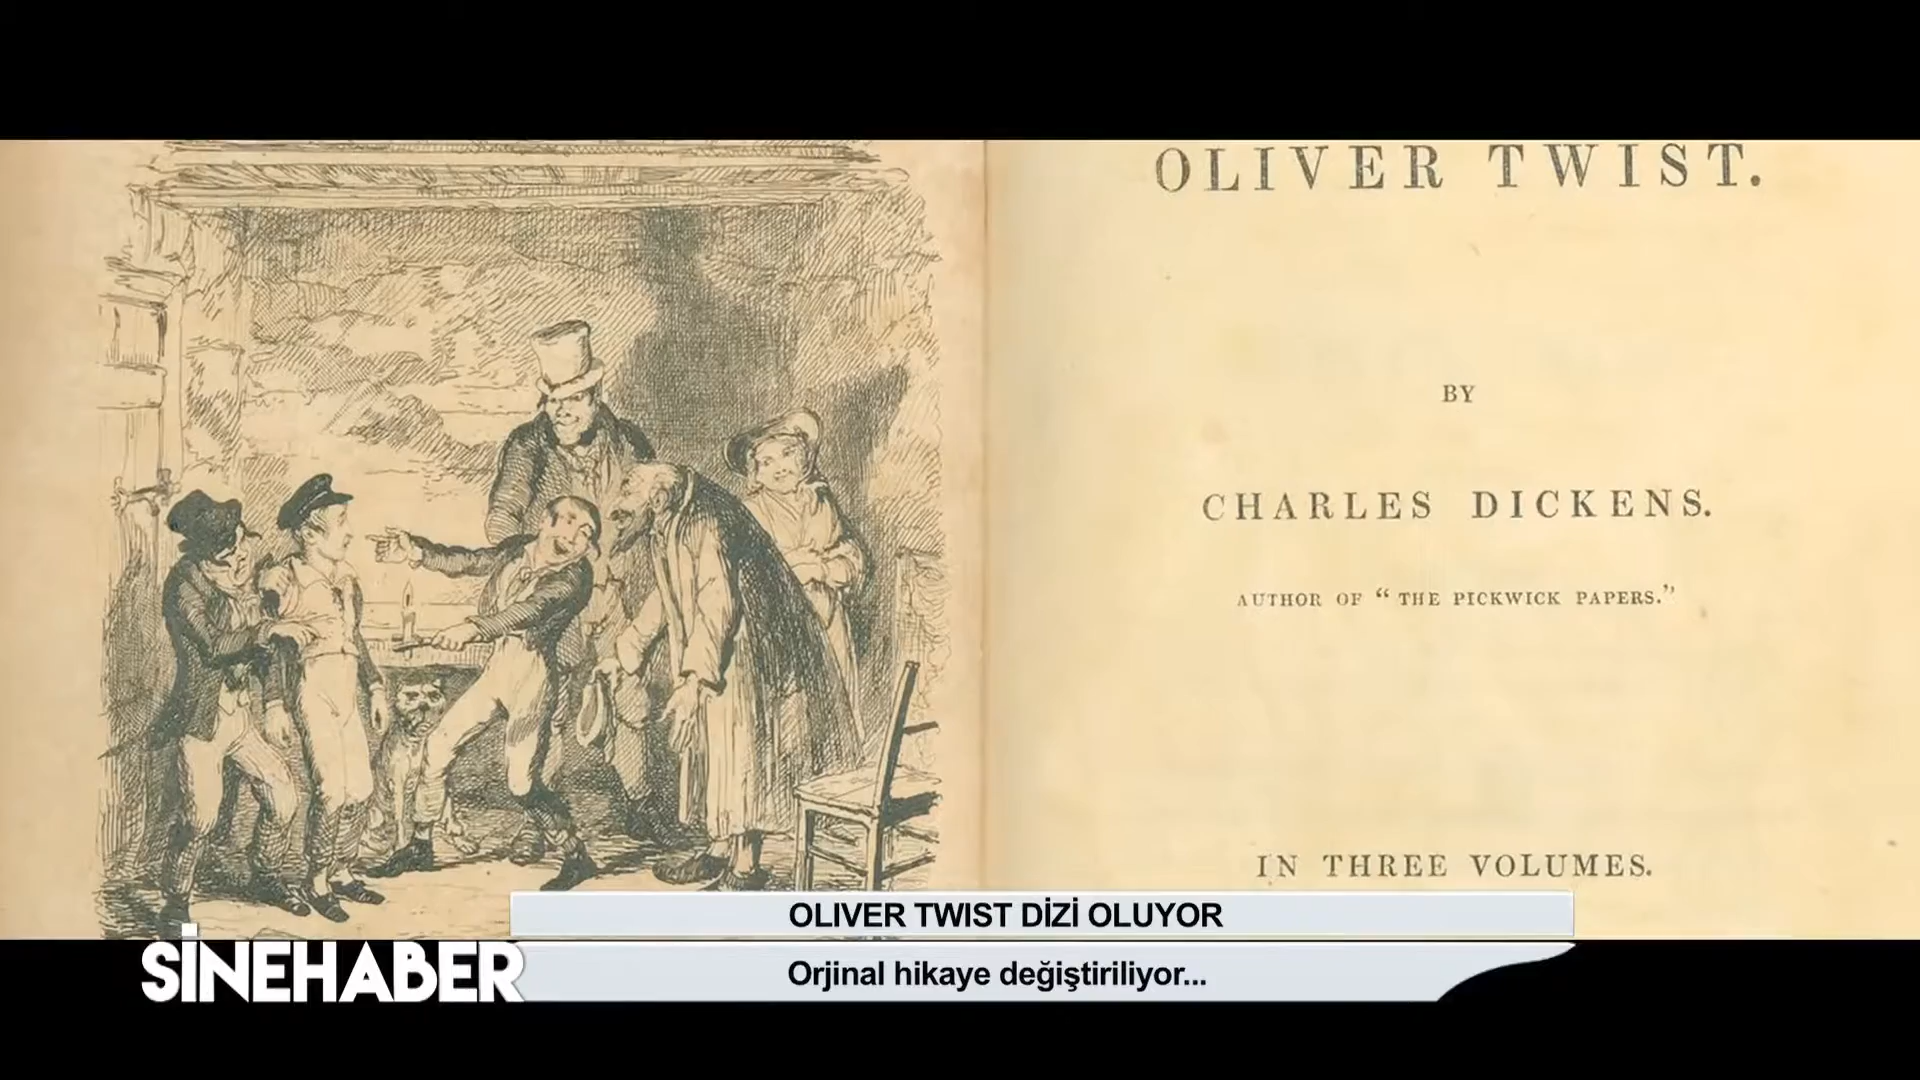 OLIVER TWIST.
BY
CHARLES DICKENS.
AUTHOR OF “ THE PICKWICK PAPERS.”
IN THREE VOLUMES.
OLIVER TWIST DİZİ OLUYOR
SİNEHABER
Orjinal hikaye değiştiriliyor...